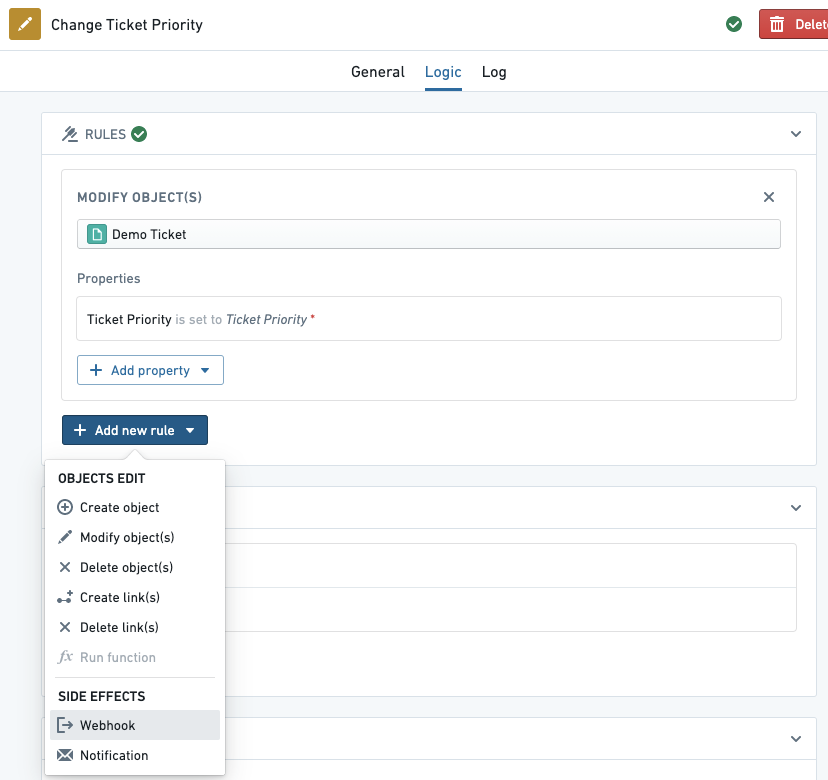 Change Ticket Priority
Delete
General Logic Log
RULES
MODIFY OBJECT(S)
Demo Ticket
Properties
Ticket Priority is set to Ticket Priority *
Add property
Add new rule
OBJECTS EDIT
Create object
Modify object(s)
Delete object(s)
Create link(s)
Delete link(s)
fx Run function
SIDE EFFECTS
Webhook
Notification